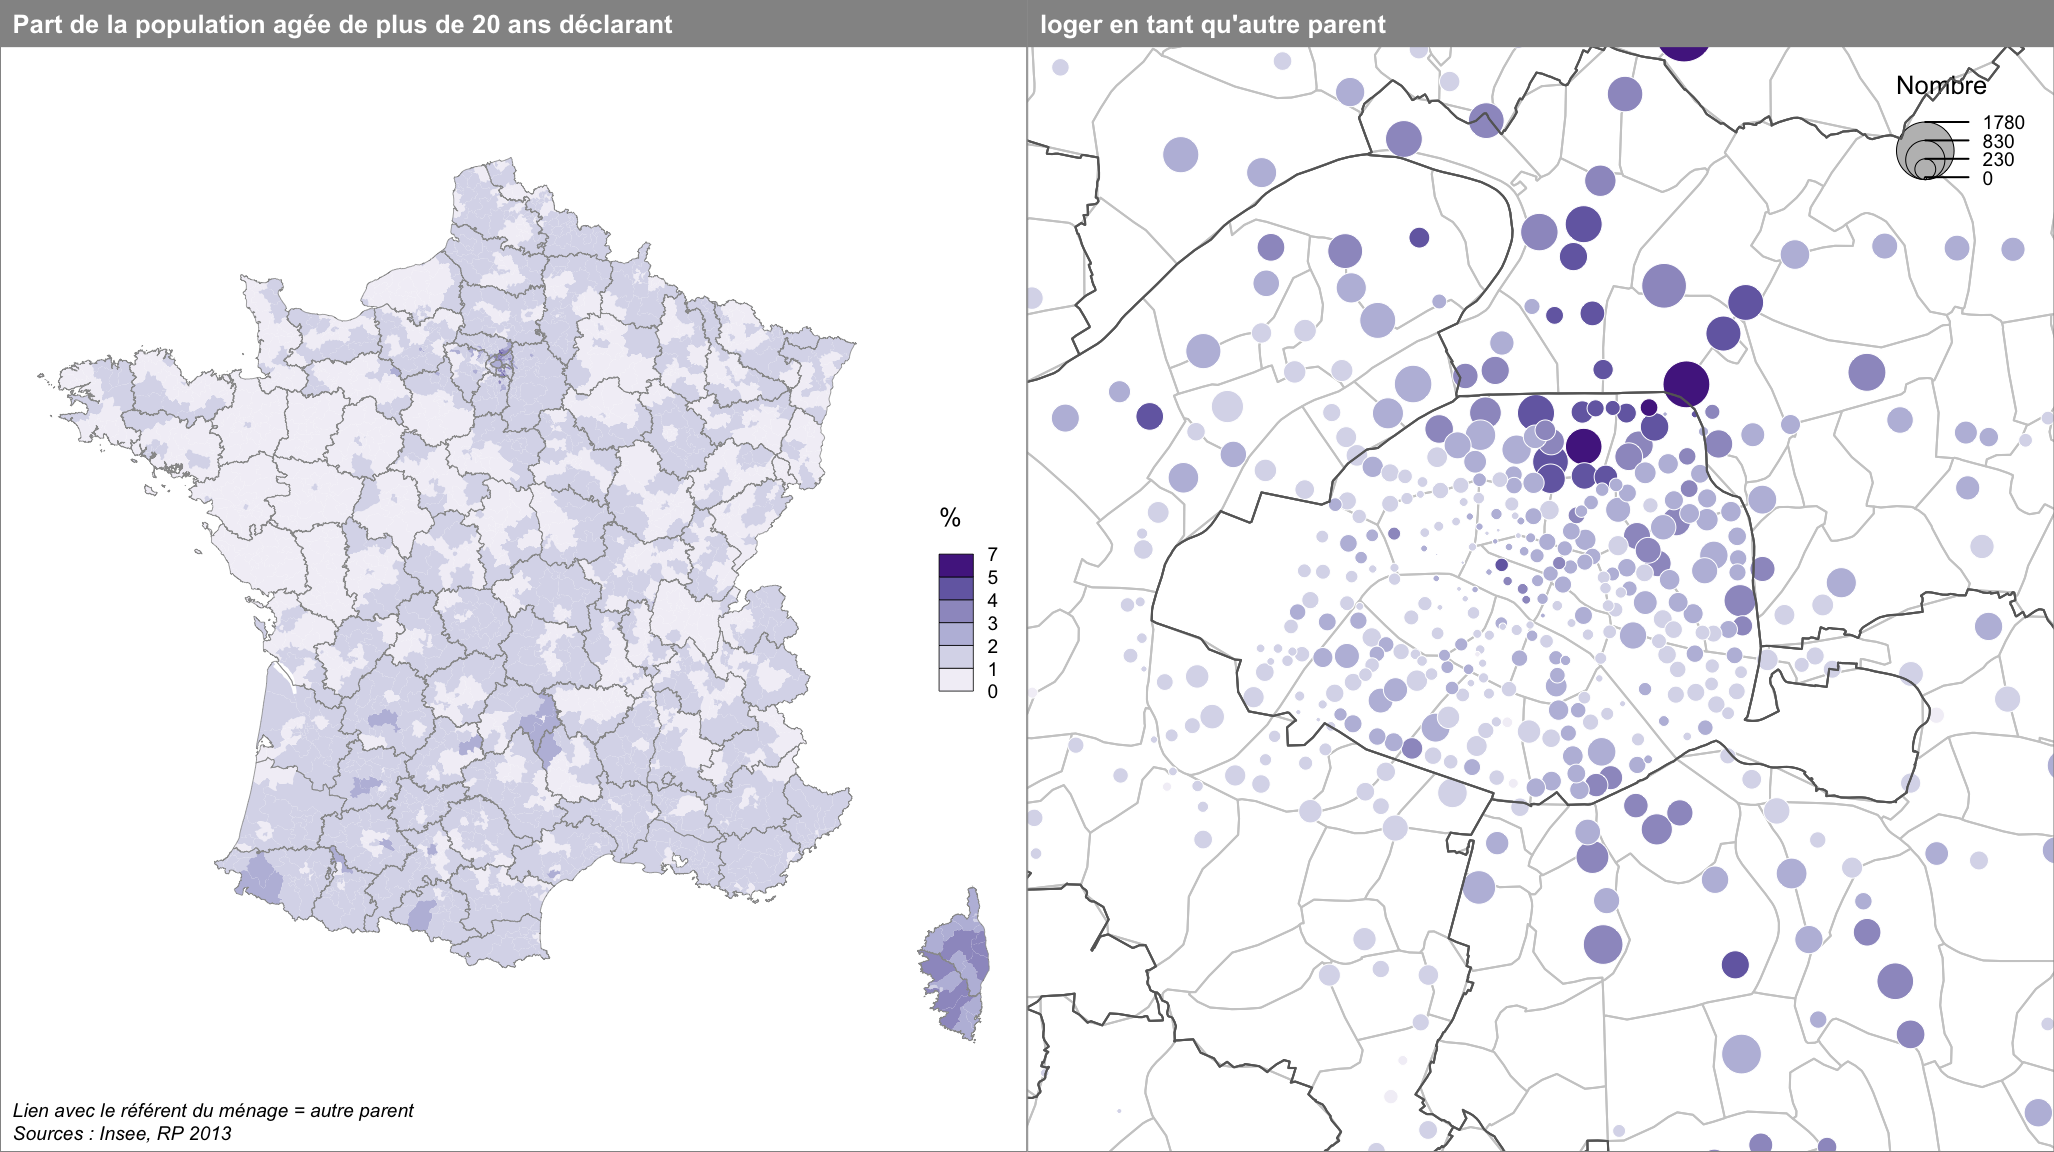 Part de la population agée de plus de 20 ans déclarant
loger en tant qu'autre parent
Nombre
1780
830
230
0
%
7
5
4
3
2
1
0
Lien avec le référent du ménage = autre parent
Sources : Insee, RP 2013